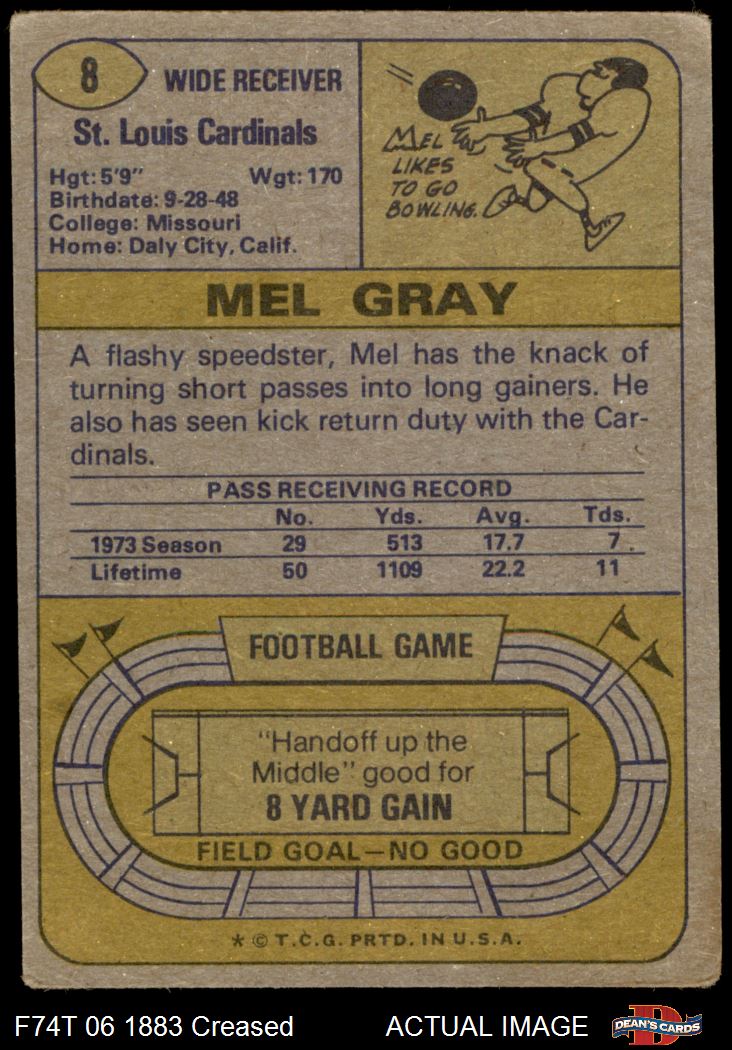 8
WIDE RECEIVER
St. Louis Cardinals
Hgt: 5'9" Wgt: 170
Birthdate: 9-28-48
College: Missouri
Home: Daly City, Calif.
MEL
LIKES
TO GO
BOWLING.
MEL GRAY
A flashy speedster, Mel has the knack of
turning short passes into long gainers. He
also has seen kick return duty with the Car-
dinals.
PASS RECEIVING RECORD
No. Yds. Avg. Tds.
1973 Season 29 513 17.7 7
Lifetime 50 1109 22.2 11
FOOTBALL GAME
"Handoff up the
Middle" good for
8 YARD GAIN
FIELD GOAL—NO GOOD
* © T.C.G. PRTD. IN U.S.A.
F74T 06 1883 Creased ACTUAL IMAGE
D
DEAN'S CARDS